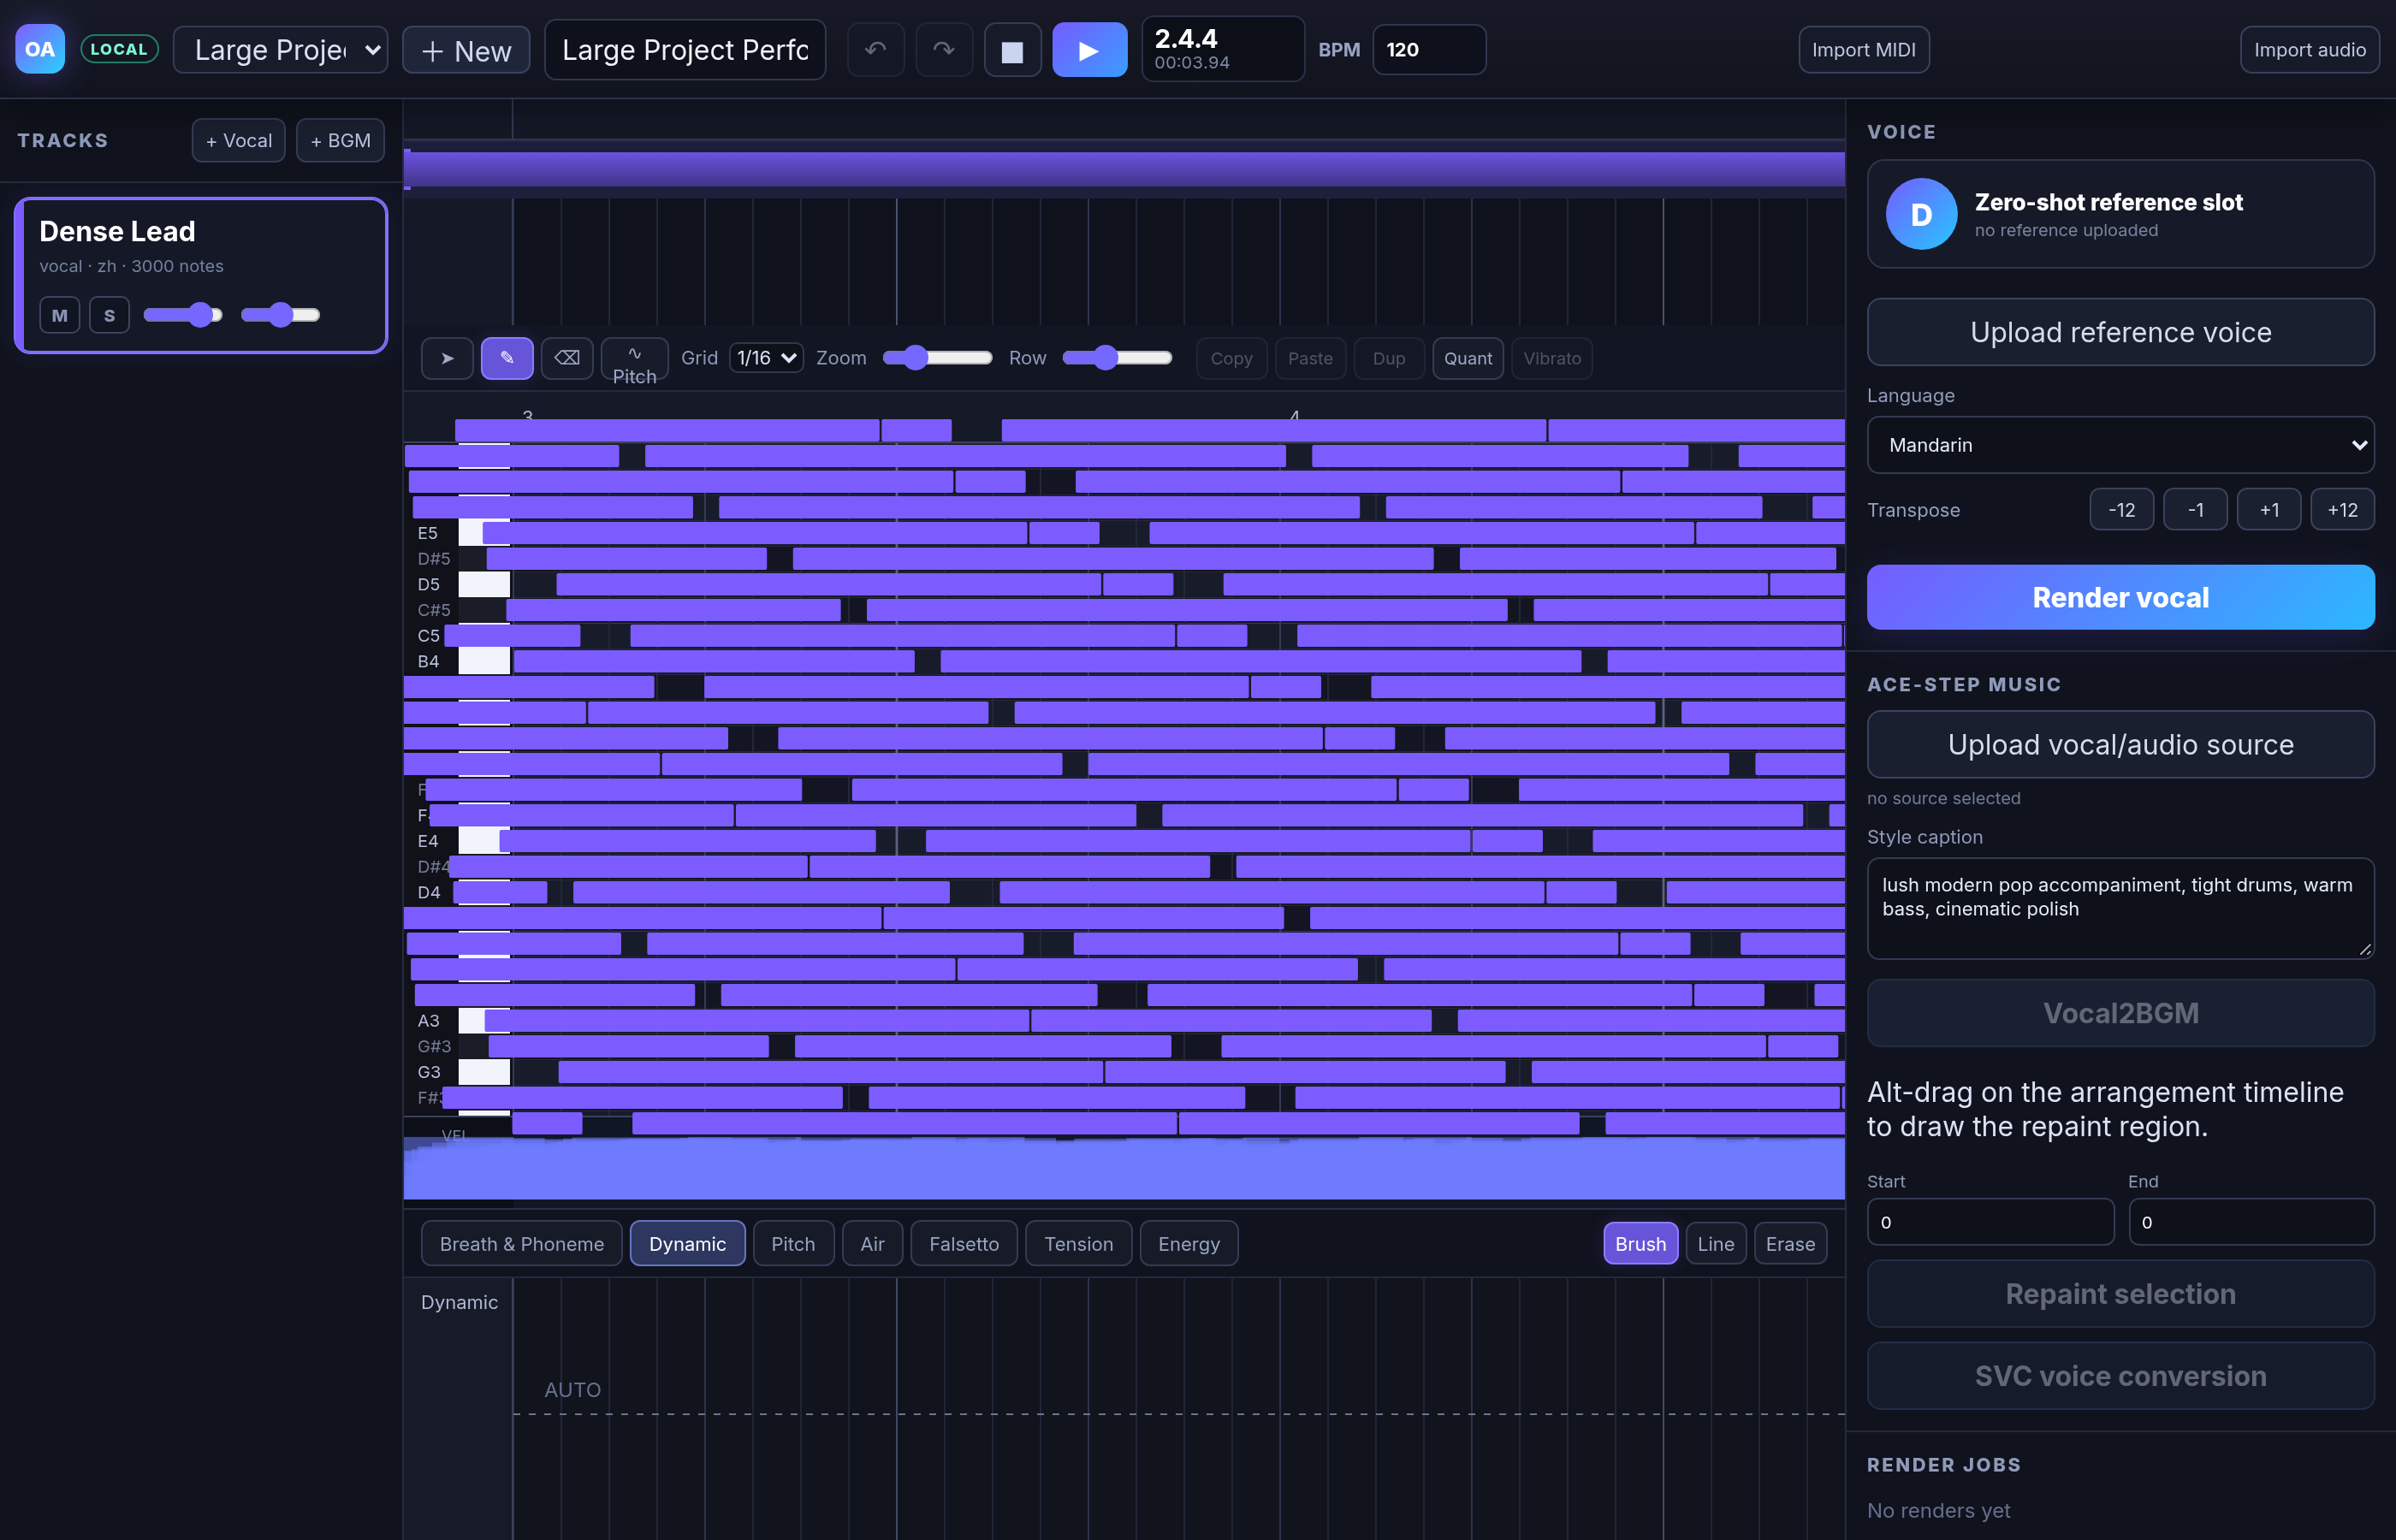 OA
LOCAL
Large Proje
+ New
Large Project Perfo
2.4.4
00:03.94
BPM
120
Import MIDI
Import audio
TRACKS
+ Vocal
+ BGM
Dense Lead
vocal · zh · 3000 notes
M
S
Pitch
Grid
1/16
Zoom
Row
Copy
Paste
Dup
Quant
Vibrato
3
4
E5
D#5
D5
C#5
C5
B4
E4
D#4
D4
A3
G#3
G3
F#3
VEL
Breath & Phoneme
Dynamic
Pitch
Air
Falsetto
Tension
Energy
Brush
Line
Erase
Dynamic
AUTO
VOICE
D
Zero-shot reference slot
no reference uploaded
Upload reference voice
Language
Mandarin
Transpose
-12
-1
+1
+12
Render vocal
ACE-STEP MUSIC
Upload vocal/audio source
no source selected
Style caption
lush modern pop accompaniment, tight drums, warm
bass, cinematic polish
Vocal2BGM
Alt-drag on the arrangement timeline
to draw the repaint region.
Start
End
0
0
Repaint selection
SVC voice conversion
RENDER JOBS
No renders yet